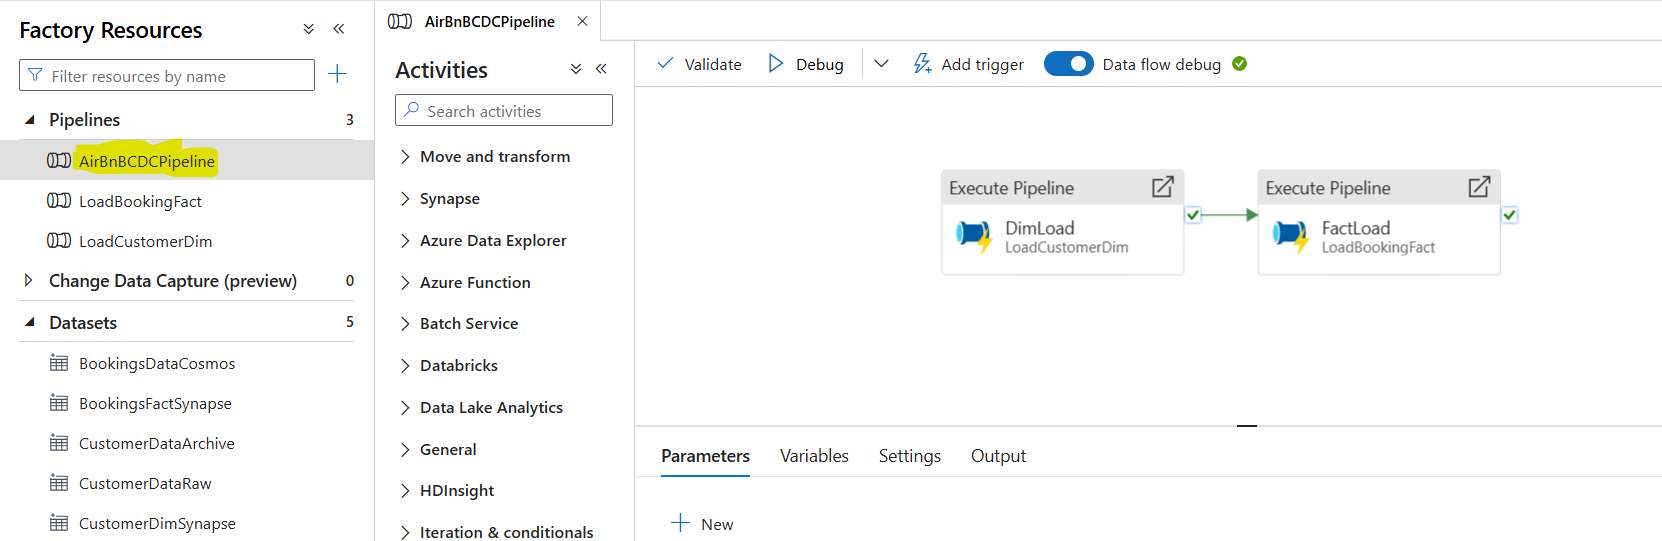 Factory Resources
Filter resources by name
Pipelines 3
AirBnBCDCPipeline
LoadBookingFact
LoadCustomerDim
Change Data Capture (preview) 0
Datasets 5
BookingsDataCosmos
BookingsFactSynapse
CustomerDataArchive
CustomerDataRaw
CustomerDimSynapse
AirBnBCDCPipeline
Activities
Search activities
Move and transform
Synapse
Azure Data Explorer
Azure Function
Batch Service
Databricks
Data Lake Analytics
General
HDInsight
Iteration & conditionals
Validate Debug Add trigger Data flow debug
Execute Pipeline
DimLoad
LoadCustomerDim
Execute Pipeline
FactLoad
LoadBookingFact
Parameters Variables Settings Output
New